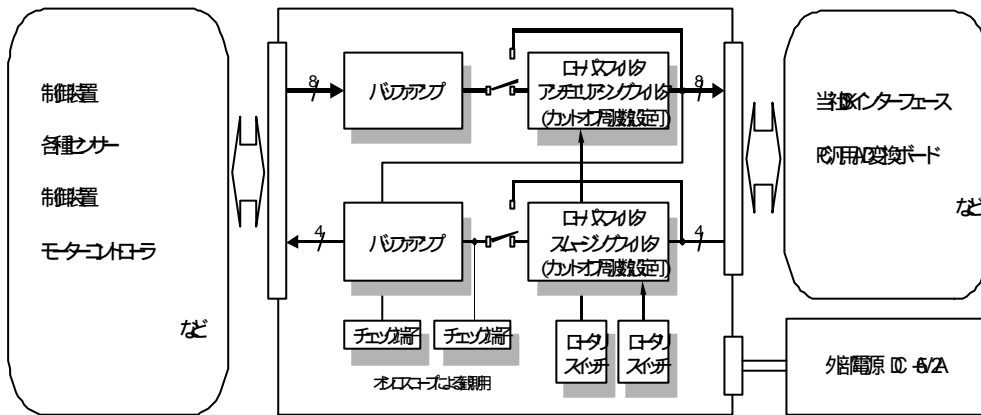 制御装置
各種センサー
制御装置
モーターコントローラ
など
8
バッファアンプ
ローパスフィルタ
アンチエリアシングフィルタ
(カットオフ周波数設定可)
8
4
バッファアンプ
ローパスフィルタ
スムージングフィルタ
(カットオフ周波数設定可)
4
チェック端子
チェック端子
オシロスコープによる観測用
ロータリ
スイッチ
ロータリ
スイッチ
インターフェース
PC汎用AD変換ボード
など
外部電源 DC